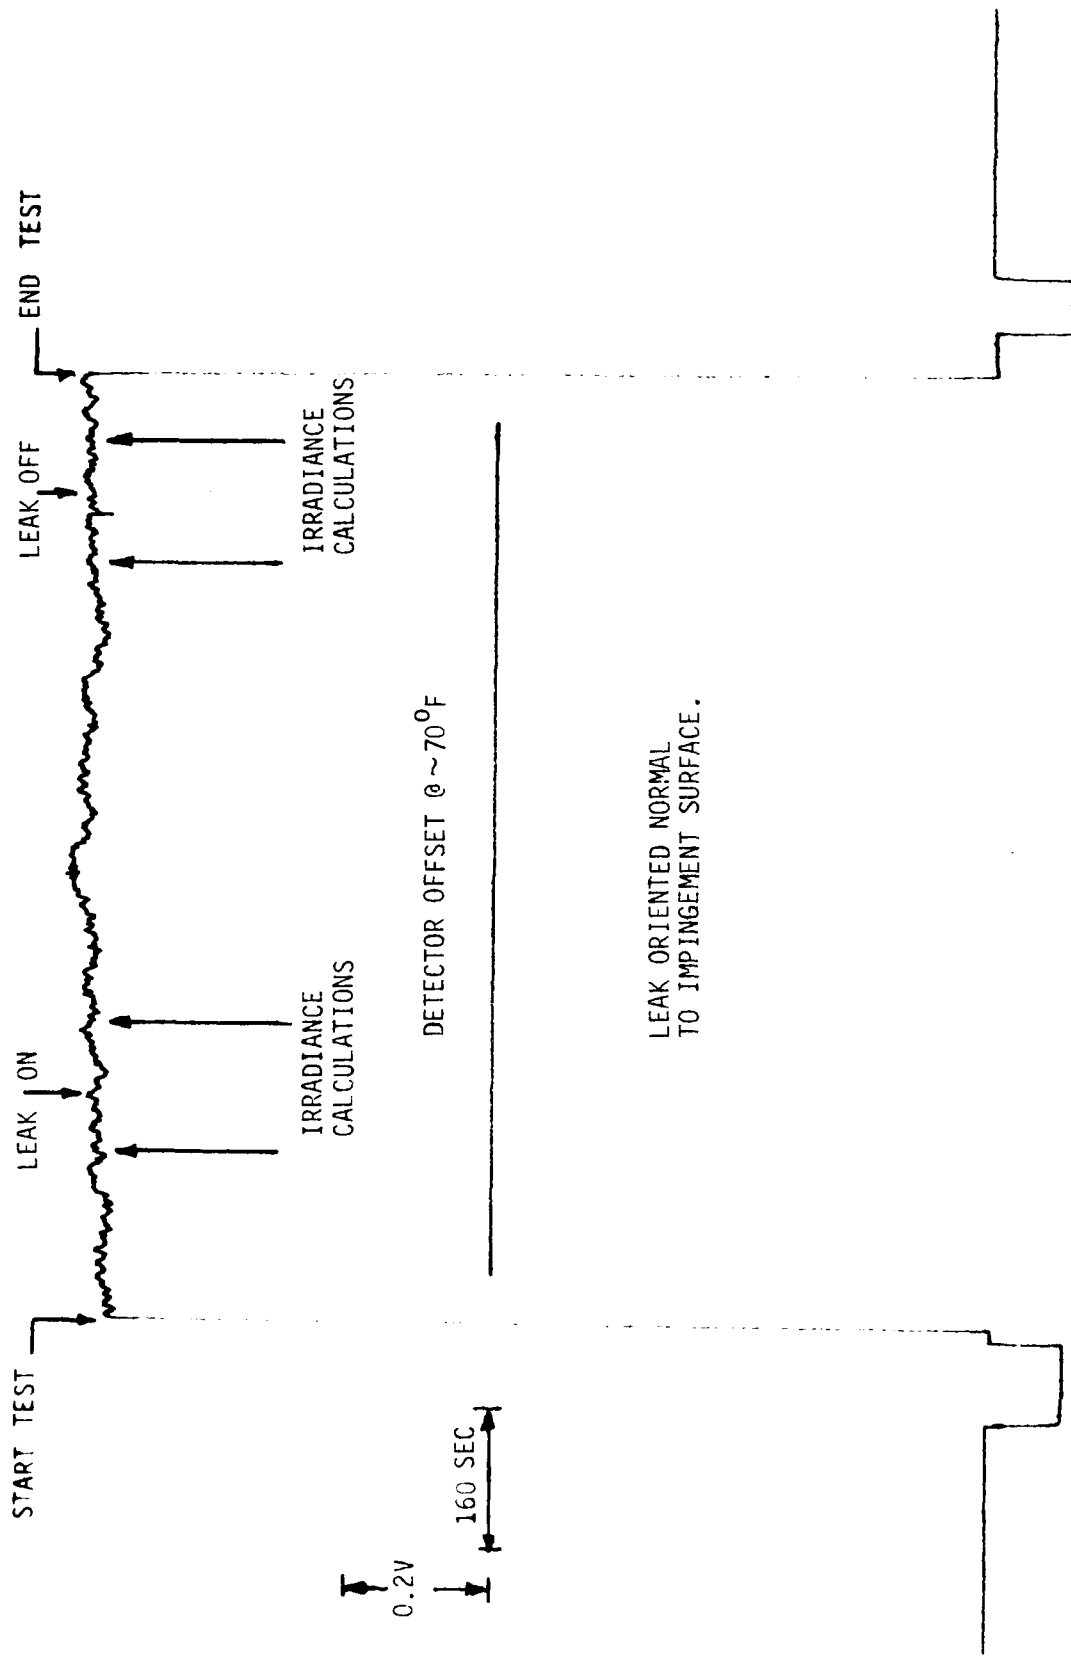 START TEST
LEAK ON
LEAK OFF
END TEST
IRRADIANCE
CALCULATIONS
IRRADIANCE
CALCULATIONS
0.2V
160 SEC
DETECTOR OFFSET @ ~70°F
LEAK ORIENTED NORMAL
TO IMPINGEMENT SURFACE.